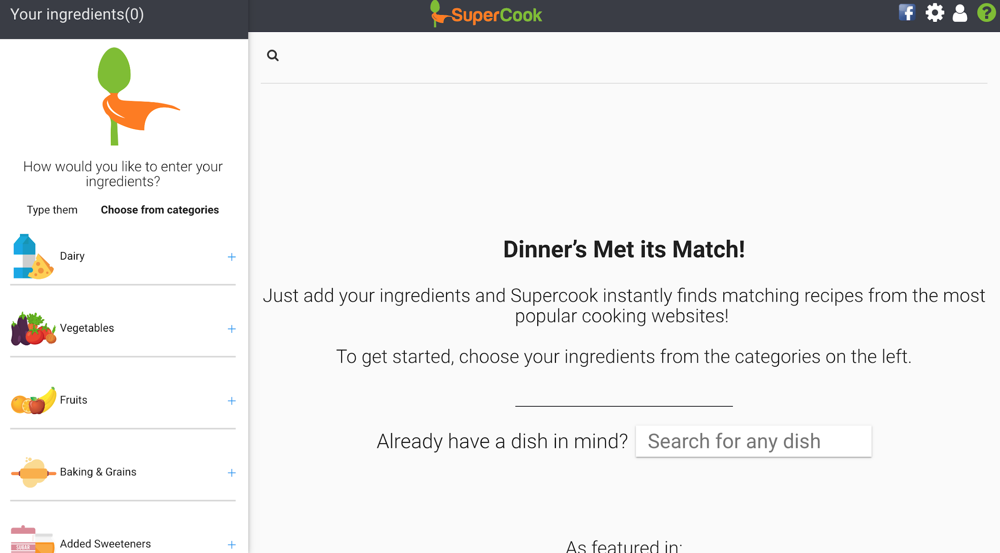 Your ingredients(0)
SuperCook
How would you like to enter your
ingredients?
Type them
Choose from categories
Dairy
Vegetables
Fruits
Baking & Grains
SUGAR
Added Sweeteners
Dinner’s Met its Match!
Just add your ingredients and Supercook instantly finds matching recipes from the most
popular cooking websites!
To get started, choose your ingredients from the categories on the left.
Already have a dish in mind?
Search for any dish
As featured in: